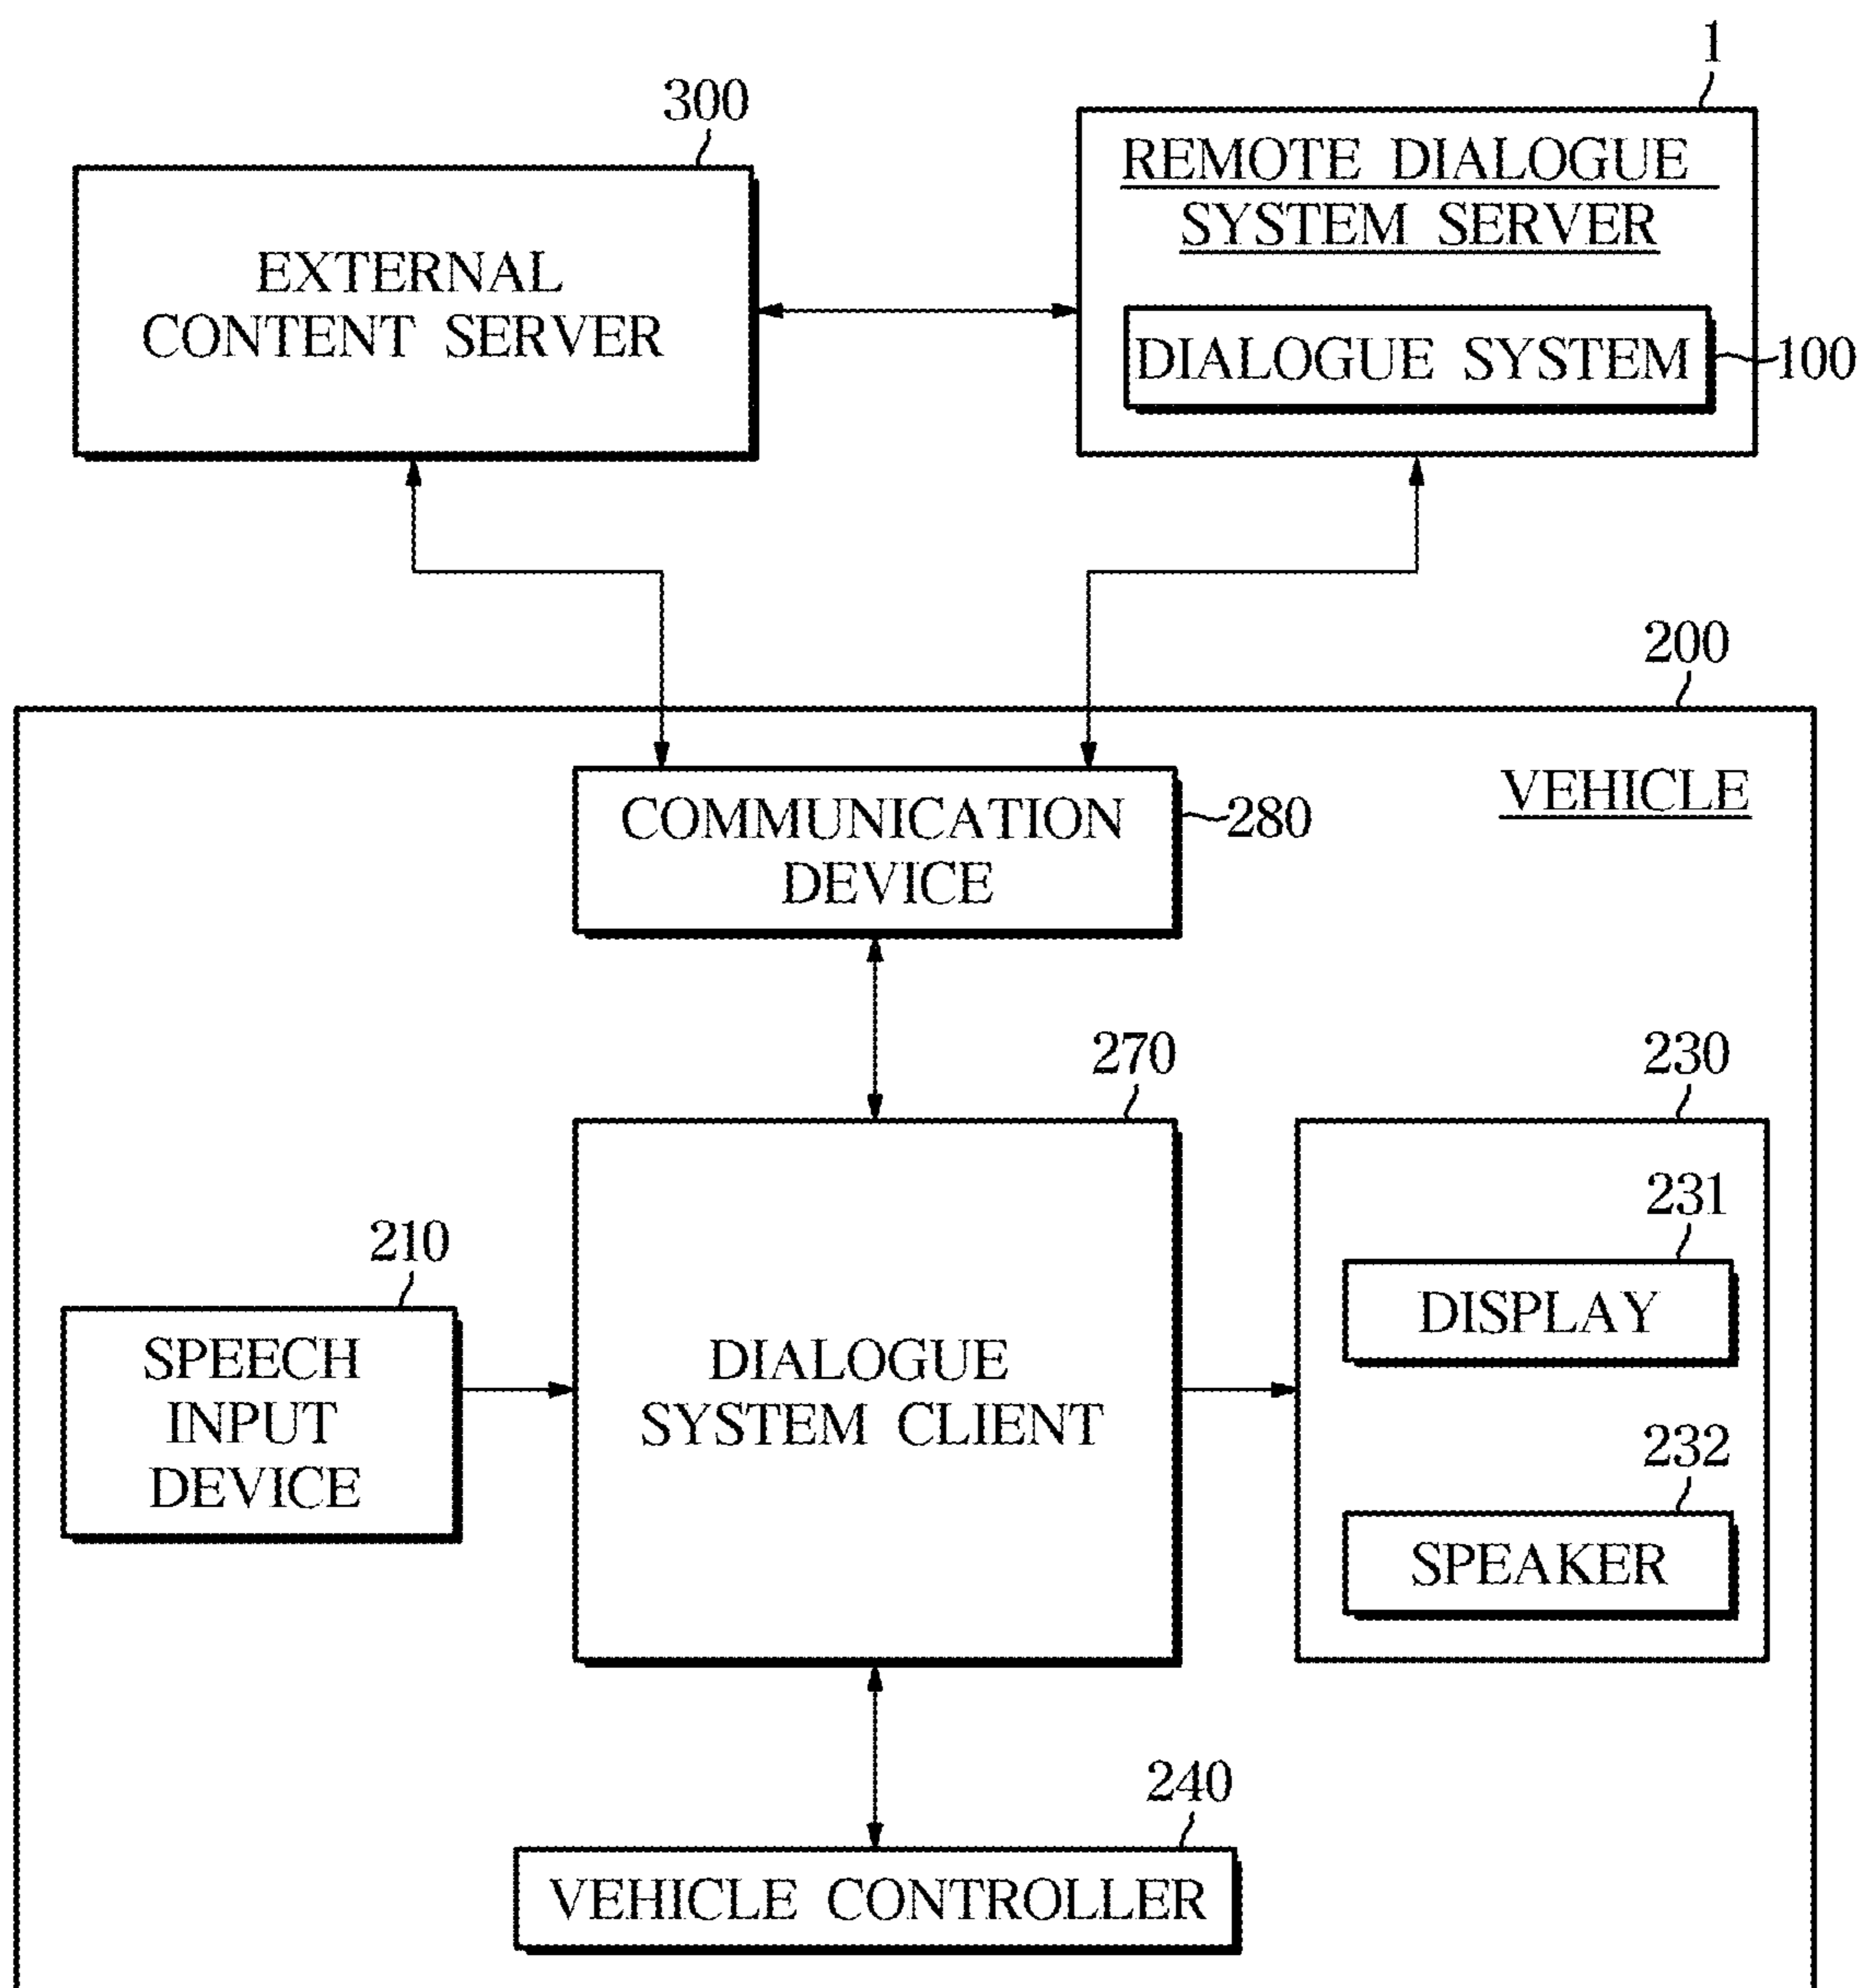 1
300
REMOTE DIALOGUE
SYSTEM SERVER
EXTERNAL
CONTENT SERVER
DIALOGUE SYSTEM
100
200
VEHICLE
COMMUNICATION
DEVICE
280
270
230
231
210
DISPLAY
SPEECH
INPUT
DEVICE
DIALOGUE
SYSTEM CLIENT
232
SPEAKER
240
VEHICLE CONTROLLER